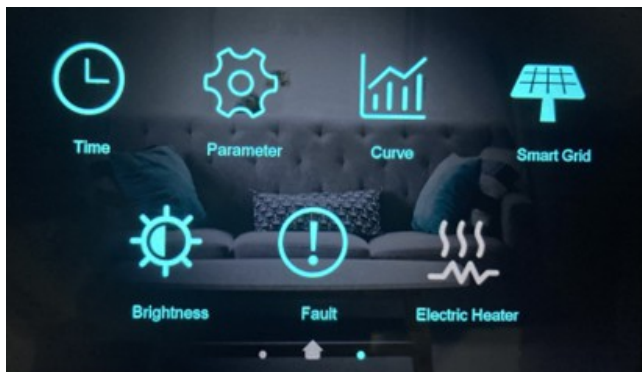 Time
Parameter
Curve
Smart Grid
Brightness
Fault
Electric Heater